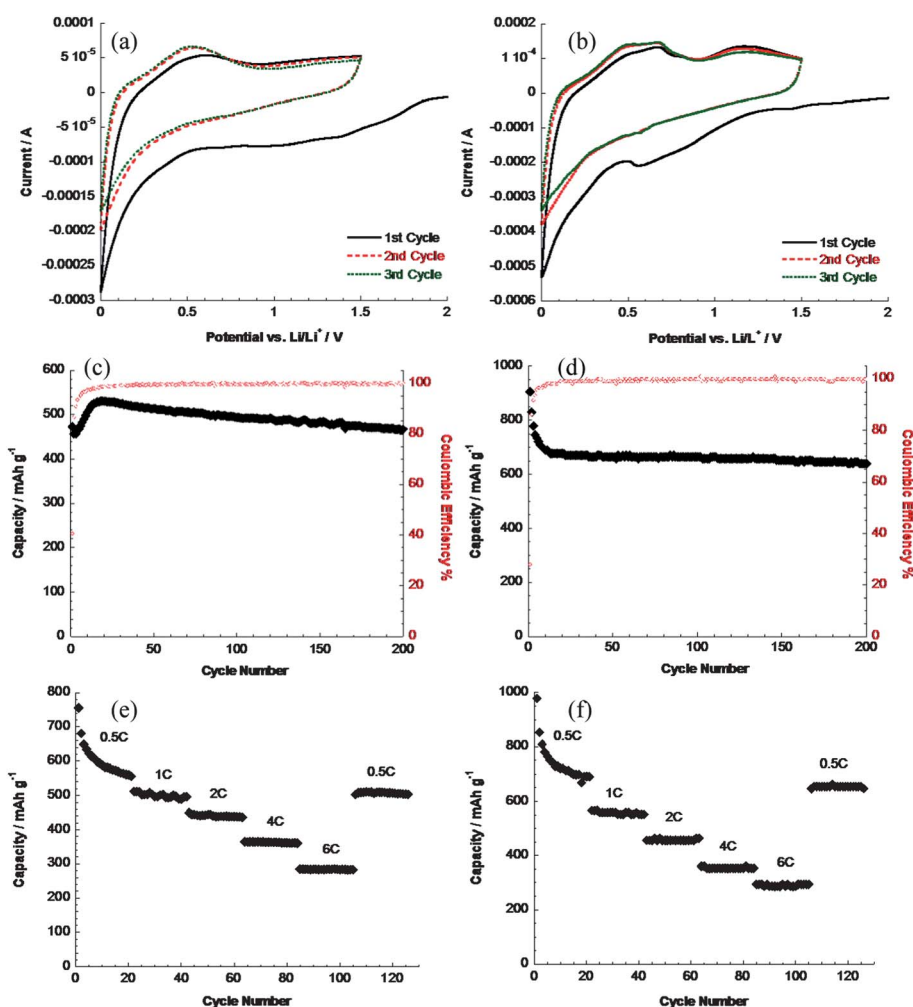 (a)
0.0001
5 10⁻⁵
0
-5 10⁻⁵
-0.0001
-0.00015
-0.0002
-0.00025
-0.0003
Current / A
1st Cycle
2nd Cycle
3rd Cycle
0 0.5 1 1.5 2
Potential vs. Li/Li⁺ / V
(b)
0.0002
1 10⁻⁴
0
-0.0001
-0.0002
-0.0003
-0.0004
-0.0005
-0.0006
Current / A
1st Cycle
2nd Cycle
3rd Cycle
0 0.5 1 1.5 2
Potential vs. Li/L⁺ / V
(c)
600
500
400
300
200
100
0
Capacity / mAh g⁻¹
100
80
60
40
20
0
Coulombic Efficiency %
0 50 100 150 200
Cycle Number
(d)
1000
800
600
400
200
0
Capacity / mAh g⁻¹
100
80
60
40
20
0
Coulombic Efficiency %
0 50 100 150 200
Cycle Number
(e)
800
700
600
500
400
300
200
100
0
Capacity / mAh g⁻¹
0.5C
1C
2C
4C
6C
0.5C
0 20 40 60 80 100 120
Cycle Number
(f)
1000
800
600
400
200
0
Capacity / mAh g⁻¹
0.5C
1C
2C
4C
6C
0.5C
0 20 40 60 80 100 120
Cycle Number